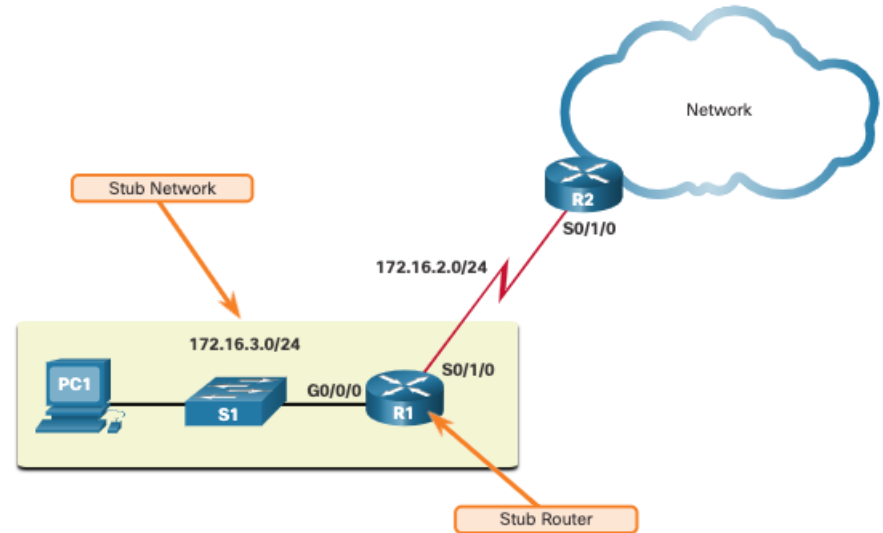 Network
Stub Network
R2
S0/1/0
172.16.2.0/24
172.16.3.0/24
S0/1/0
PC1
G0/0/0
S1
R1
Stub Router